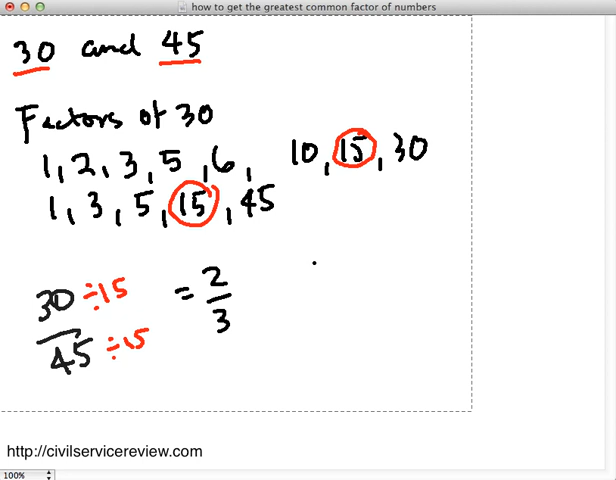 how to get the greatest common factor of numbers
30 and 45
Factors of 30
1, 2, 3, 5, 6, 10, 15, 30
1, 3, 5, 15, 45
30 ÷15 = 2
45 ÷15 3
http://civilservicereview.com
100%